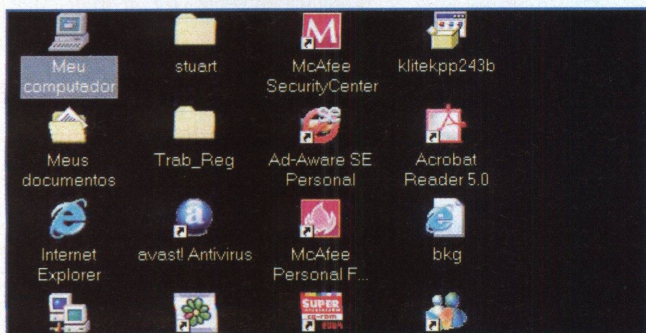 Meu
computador
stuart
McAfee
SecurityCenter
klitekpp243b
Meus
documentos
Trab_Reg
Ad-Aware SE
Personal
Acrobat
Reader 5.0
Internet
Explorer
avast! Antivirus
McAfee
Personal F...
bkg
SUPER